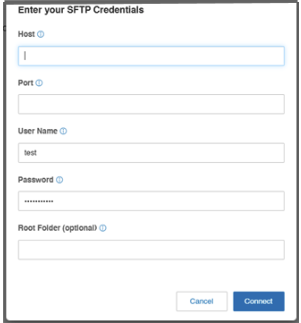 Enter your SFTP Credentials
Host
Port
User Name
test
Password
•••••••••••
Root Folder (optional)
Cancel Connect